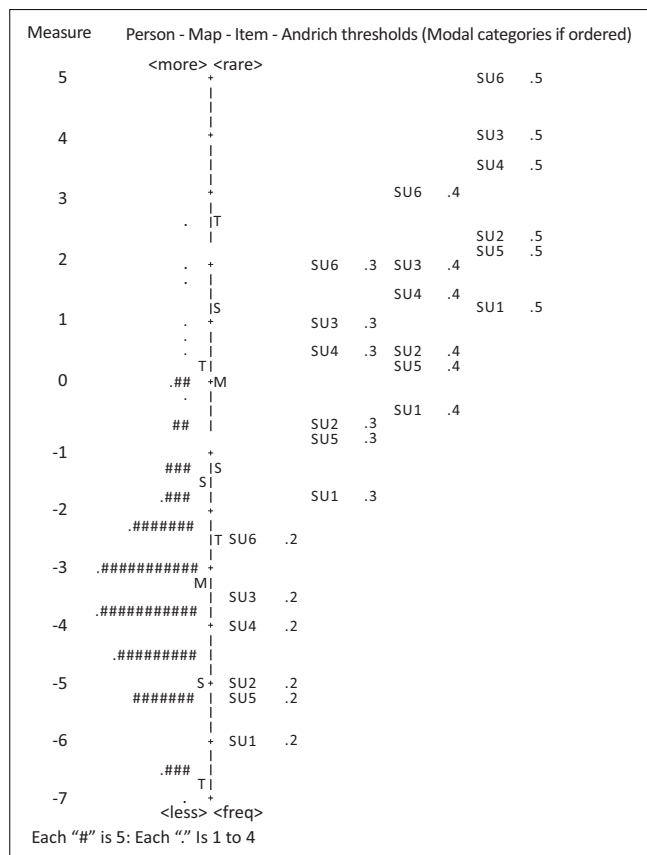 Measure Person - Map - Item - Andrich thresholds (Modal categories if ordered)
<more> <rare>
5 + SU6 .5
|
|
|
4 + SU3 .5
|
| SU4 .5
|
3 + SU6 .4
|
. |T
| SU2 .5
| SU5 .5
2 . + SU6 .3 SU3 .4
. |
| SU4 .4
|S SU1 .5
1 . + SU3 .3
. |
. | SU4 .3 SU2 .4
T| SU5 .4
0 .## +M
. |
| SU1 .4
## | SU2 .3
SU5 .3
-1 +
### |S
S|
.### | SU1 .3
-2 +
.####### |
|T SU6 .2
-3 .########### +
M|
| SU3 .2
.########### |
-4 + SU4 .2
|
.######### |
|
-5 S+ SU2 .2
####### | SU5 .2
|
-6 + SU1 .2
|
.### |
T|
-7 . +
<less> <freq>
Each “#” is 5: Each “.” Is 1 to 4